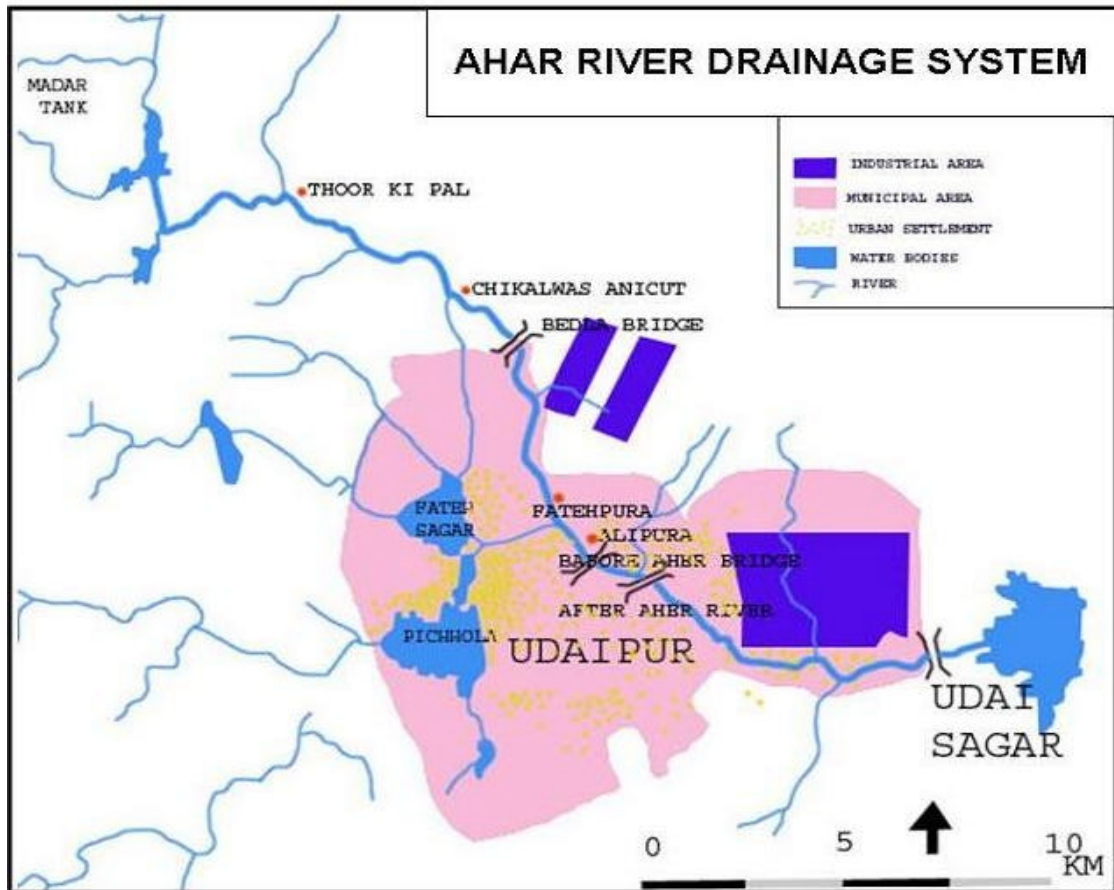 AHAR RIVER DRAINAGE SYSTEM
MADAR
TANK
INDUSTRIAL AREA
MUNICIPAL AREA
URBAN SETTLEMENT
WATER BODIES
RIVER
THOOR KI PAL
CHIKALWAS ANICUT
BEDLA BRIDGE
FATEH
SAGAR
FATEHPURA
ALIPURA
BABORE AHER BRIDGE
AFTER AHER RIVER
PICHHOLA
UDAIPUR
UDAI
SAGAR
0 5 10
KM